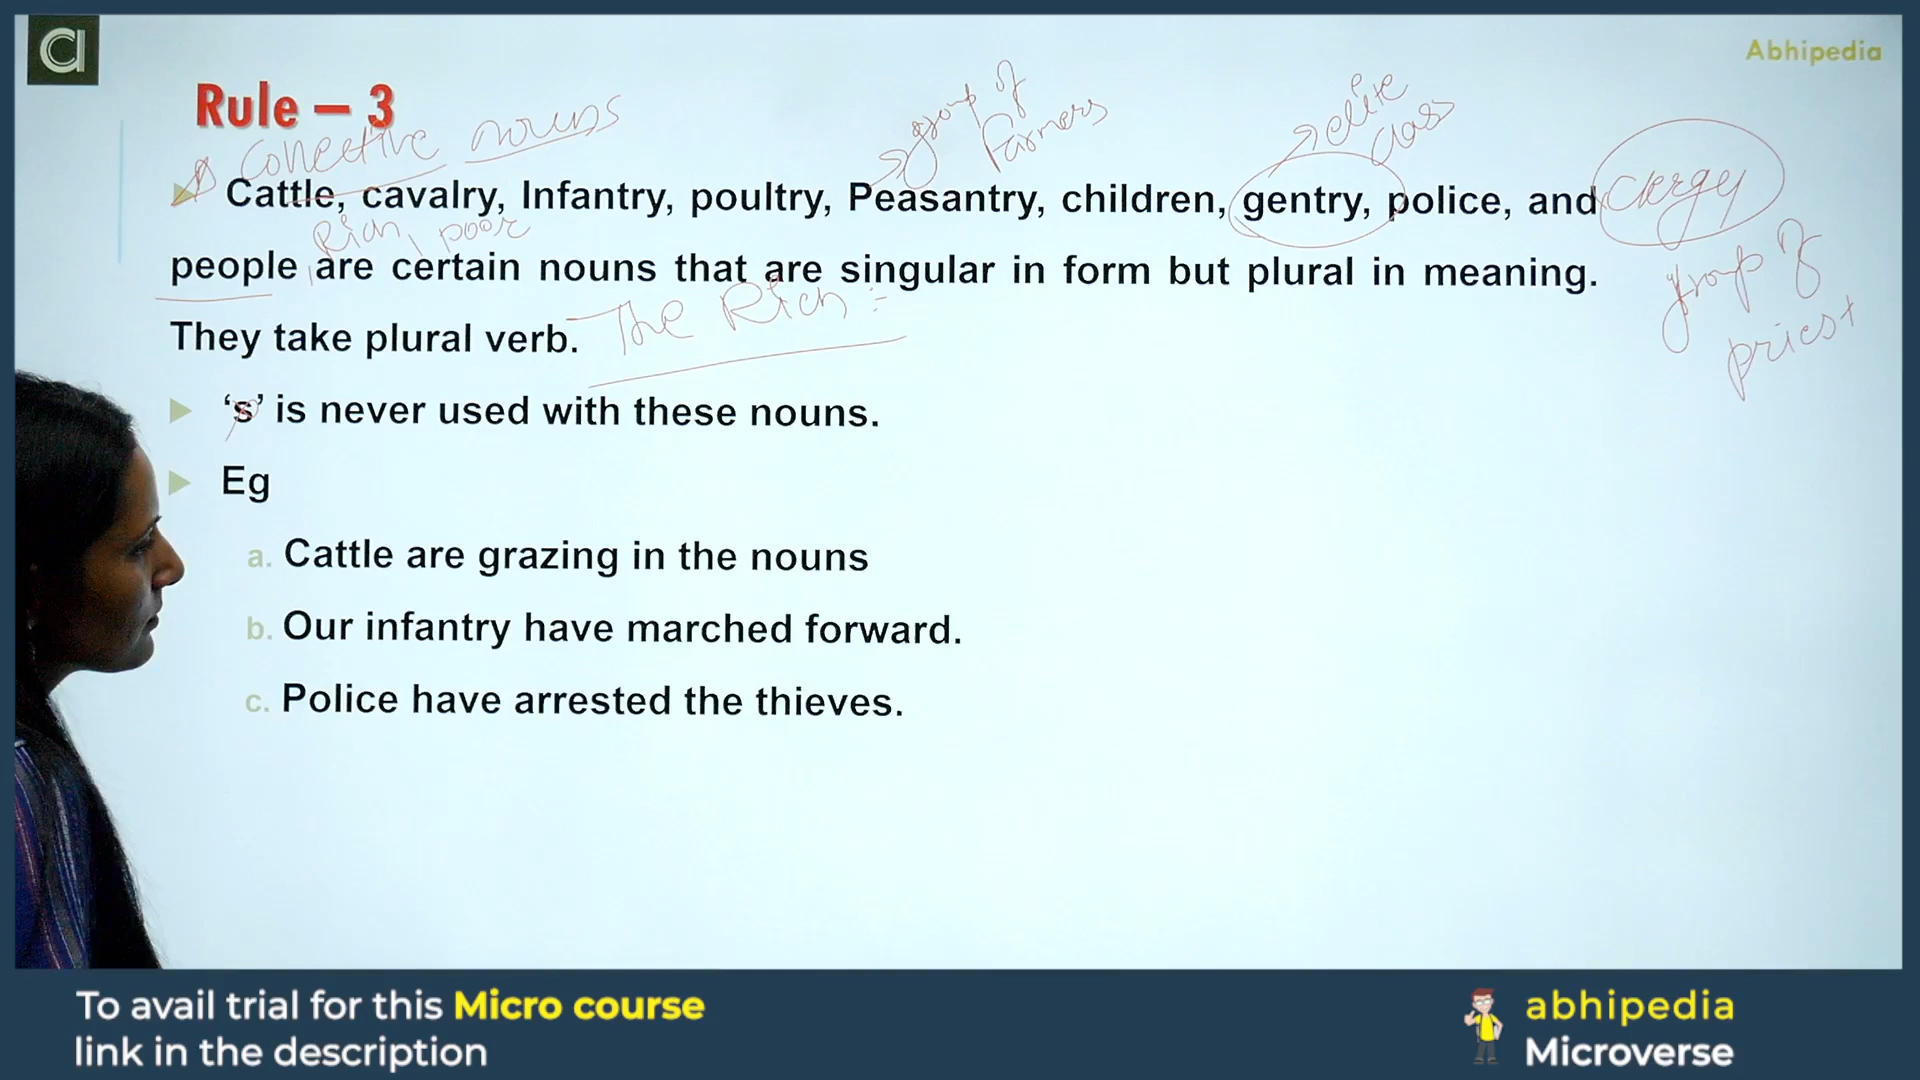 Abhipedia
Rule – 3
Collective nouns
group of
farmers
elite
class
Cattle, cavalry, Infantry, poultry, Peasantry, children, gentry, police, and clergy
Rich, poor
people are certain nouns that are singular in form but plural in meaning.
group of
priest
They take plural verb. The Rich :
‘s’ is never used with these nouns.
Eg
a. Cattle are grazing in the nouns
b. Our infantry have marched forward.
c. Police have arrested the thieves.
To avail trial for this Micro course
link in the description
abhipedia
Microverse